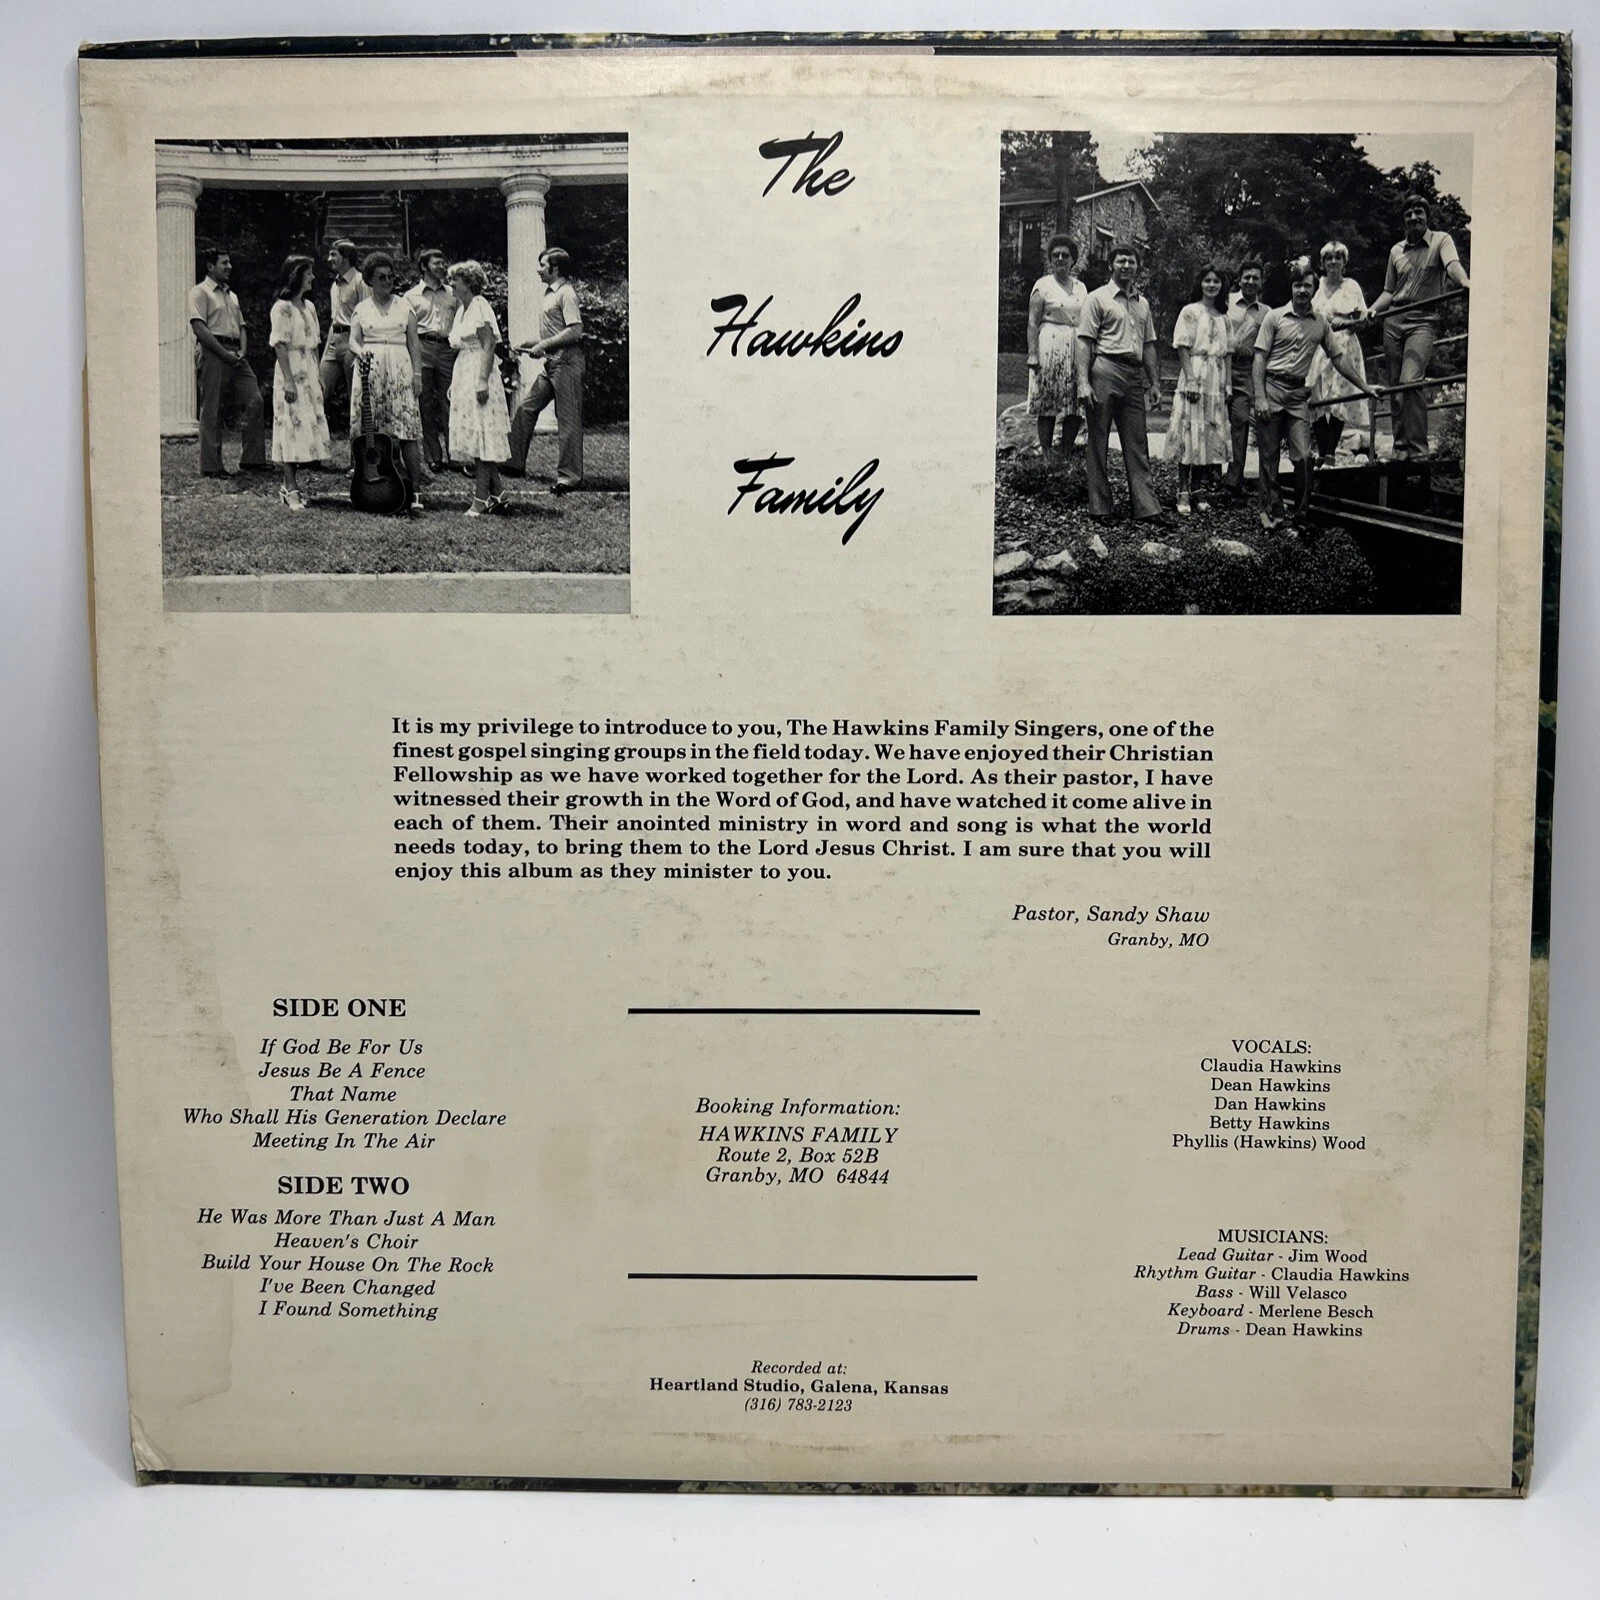 The
Hawkins
Family
It is my privilege to introduce to you, The Hawkins Family Singers, one of the
finest gospel singing groups in the field today. We have enjoyed their Christian
Fellowship as we have worked together for the Lord. As their pastor, I have
witnessed their growth in the Word of God, and have watched it come alive in
each of them. Their anointed ministry in word and song is what the world
needs today, to bring them to the Lord Jesus Christ. I am sure that you will
enjoy this album as they minister to you.
Pastor, Sandy Shaw
Granby, MO
SIDE ONE
If God Be For Us
Jesus Be A Fence
That Name
Who Shall His Generation Declare
Meeting In The Air
SIDE TWO
He Was More Than Just A Man
Heaven's Choir
Build Your House On The Rock
I've Been Changed
I Found Something
Booking Information:
HAWKINS FAMILY
Route 2, Box 52B
Granby, MO 64844
Recorded at:
Heartland Studio, Galena, Kansas
(316) 783-2123
VOCALS:
Claudia Hawkins
Dean Hawkins
Dan Hawkins
Betty Hawkins
Phyllis (Hawkins) Wood
MUSICIANS:
Lead Guitar - Jim Wood
Rhythm Guitar - Claudia Hawkins
Bass - Will Velasco
Keyboard - Merlene Besch
Drums - Dean Hawkins